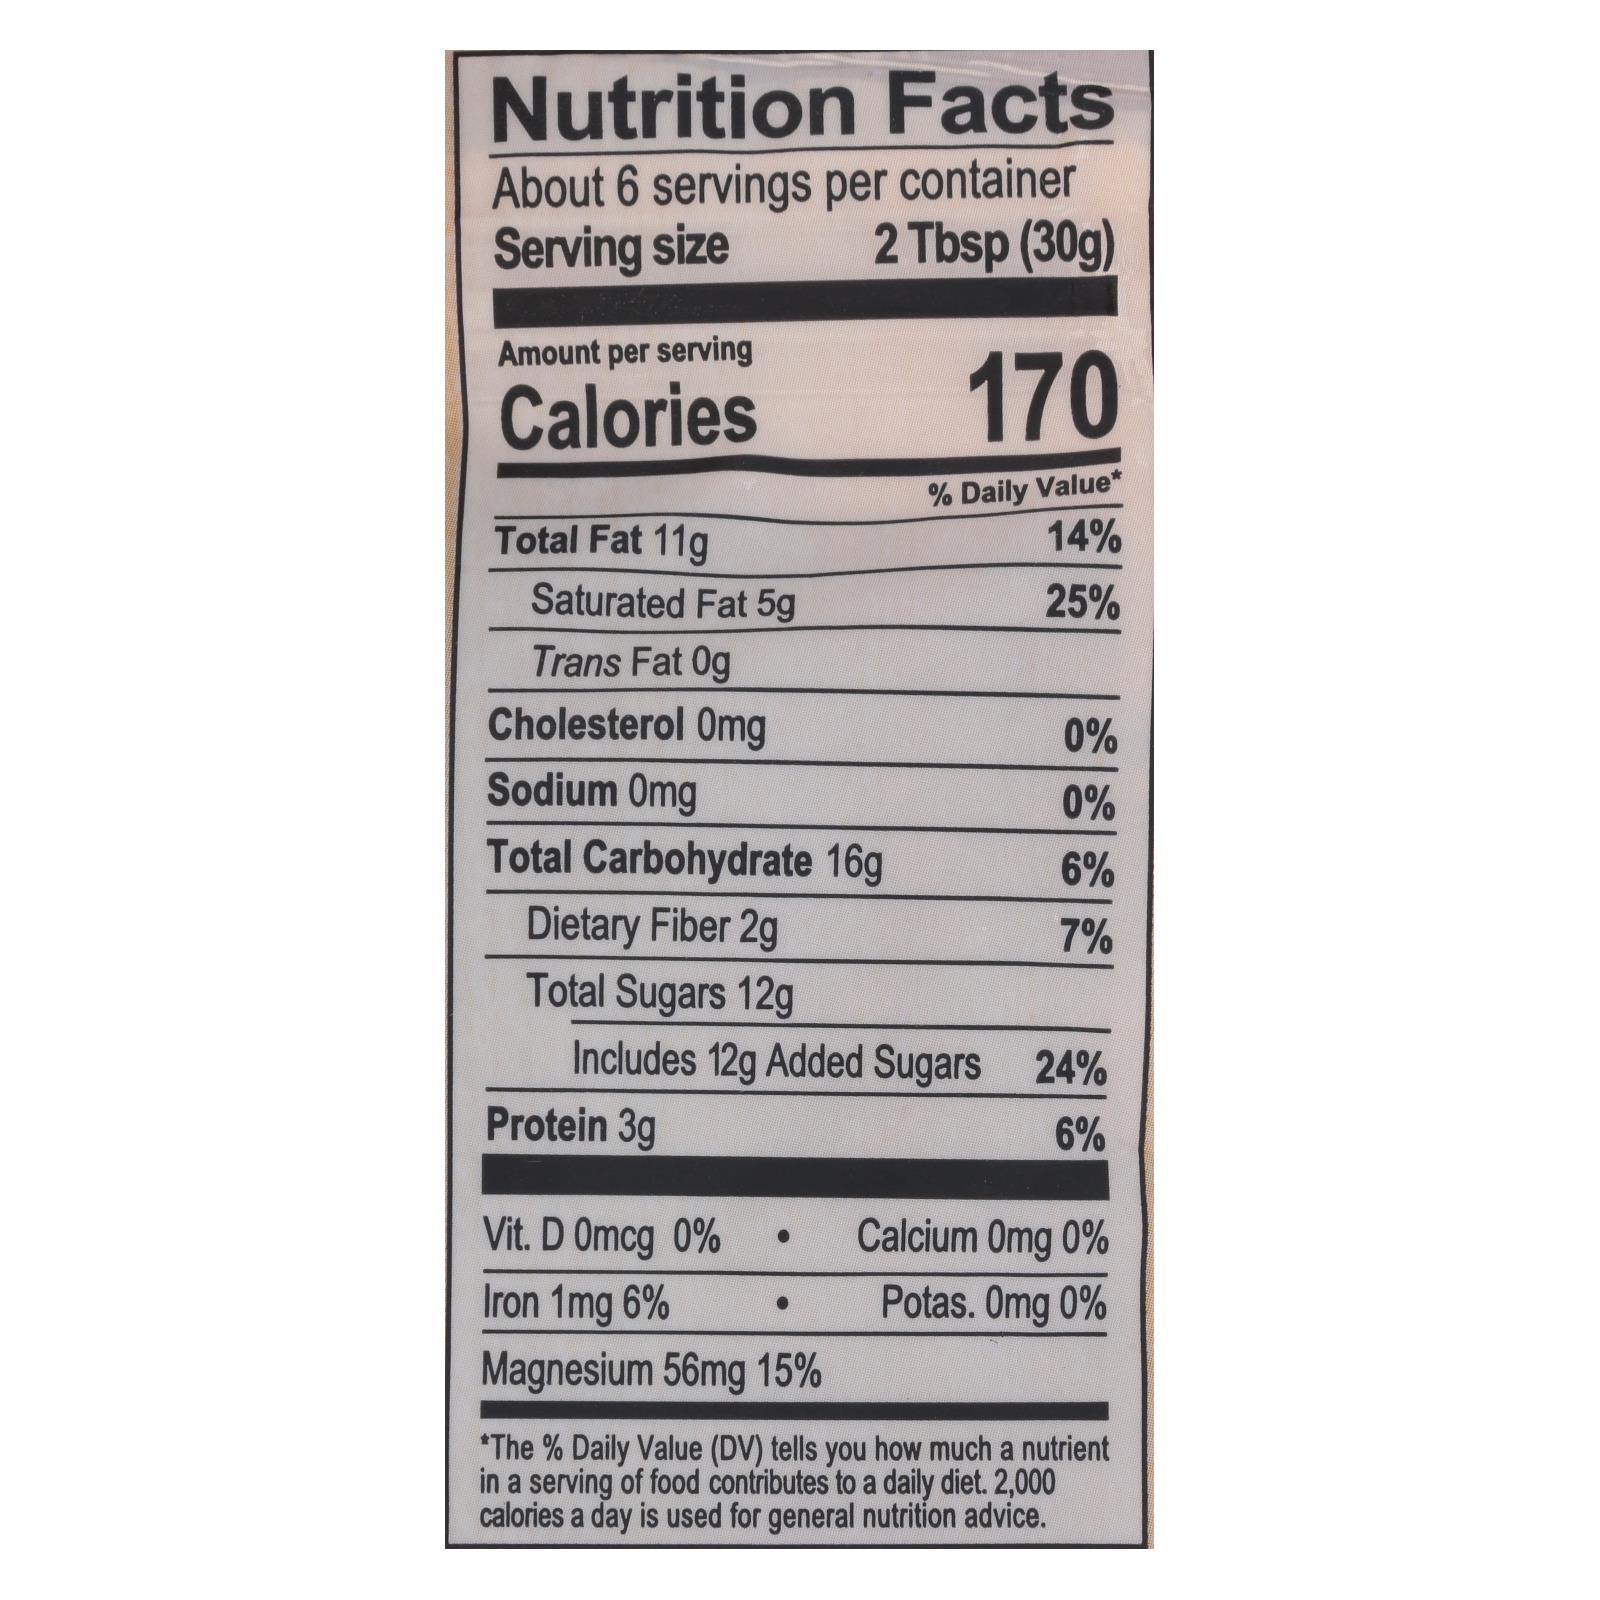 Nutrition Facts
About 6 servings per container
Serving size 2 Tbsp (30g)
Amount per serving
Calories 170
% Daily Value*
Total Fat 11g 14%
Saturated Fat 5g 25%
Trans Fat 0g
Cholesterol 0mg 0%
Sodium 0mg 0%
Total Carbohydrate 16g 6%
Dietary Fiber 2g 7%
Total Sugars 12g
Includes 12g Added Sugars 24%
Protein 3g 6%
Vit. D 0mcg 0% • Calcium 0mg 0%
Iron 1mg 6% • Potas. 0mg 0%
Magnesium 56mg 15%
*The % Daily Value (DV) tells you how much a nutrient
in a serving of food contributes to a daily diet. 2,000
calories a day is used for general nutrition advice.